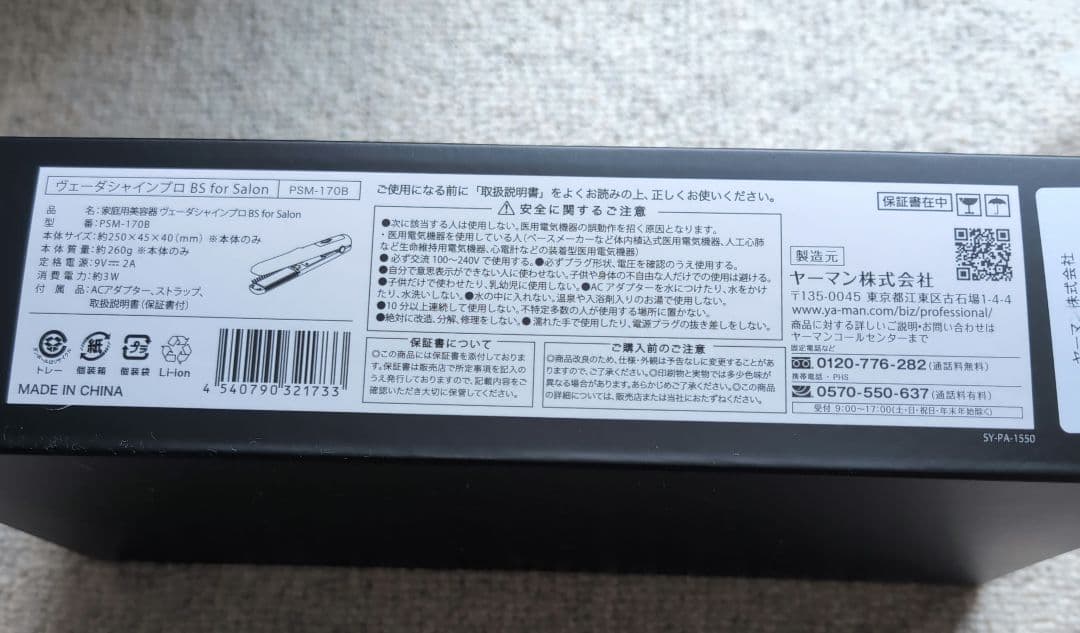 ヴェーダシャインプロ BS for Salon PSM-170B
品　名：家庭用美容器 ヴェーダシャインプロ BS for Salon
型　番：PSM-170B
本体サイズ：約250×45×40(mm) ※本体のみ
本体質量：約260g ※本体のみ
定格電源：9V⎓2A
消費電力：約3W
付属品：ACアダプター、ストラップ、
取扱説明書(保証書付)
トレー
紙
個装箱
プラ
個装袋
Li-ion
MADE IN CHINA
4 540790 321733
ご使用になる前に「取扱説明書」をよくお読みの上、正しくお使いください。
⚠安全に関するご注意
●次に該当する人は使用しない。医用電気機器の誤動作を招く原因となります。
・医用電気機器を使用している人(ペースメーカーなど体内植込式医用電気機器、人工心肺
など生命維持用電気機器、心電計などの装着型医用電気機器)
●必ず交流100～240Vで使用する。●必ずプラグ形状、電圧を確認のうえ使用する。
●自分で意思表示ができない人に使わせない。子供や身体の不自由な人だけでの使用は避ける。
●子供だけで使わせたり、乳幼児に使用しない。●ACアダプターを水につけたり、水をかけ
たり、水洗いしない。●水の中に入れない。温泉や入浴剤入りのお湯で使用しない。
●10分以上連続して使用しない。不特定多数の人が使用する場所に置かない。
●絶対に改造、分解、修理をしない。●濡れた手で使用したり、電源プラグの抜き差しをしない。
保証書について
◎この商品には保証書を添付しておりま
す。保証書は販売店で所定事項を記入の
うえ発行しておりますので、記載内容をご
確認いただき大切に保管してください。
ご購入前のご注意
◎商品改良のため、仕様・外観は予告なしに変更することがあ
りますので、ご了承ください。◎印刷物と実物では多少色味が
異なる場合があります。あらかじめご了承ください。◎この商品
の詳細については、販売店または当社におたずねください。
保証書在中
製造元
ヤーマン株式会社
〒135-0045 東京都江東区古石場1-4-4
www.ya-man.com/biz/professional/
商品に対する詳しいご説明・お問い合わせは
ヤーマンコールセンターまで
固定電話など
0120-776-282(通話料無料)
携帯電話・PHS
0570-550-637(通話料有料)
受付 9:00～17:00(土・日・祝日・年末年始除く)
SY-PA-1550
株式会社
ヤーマン